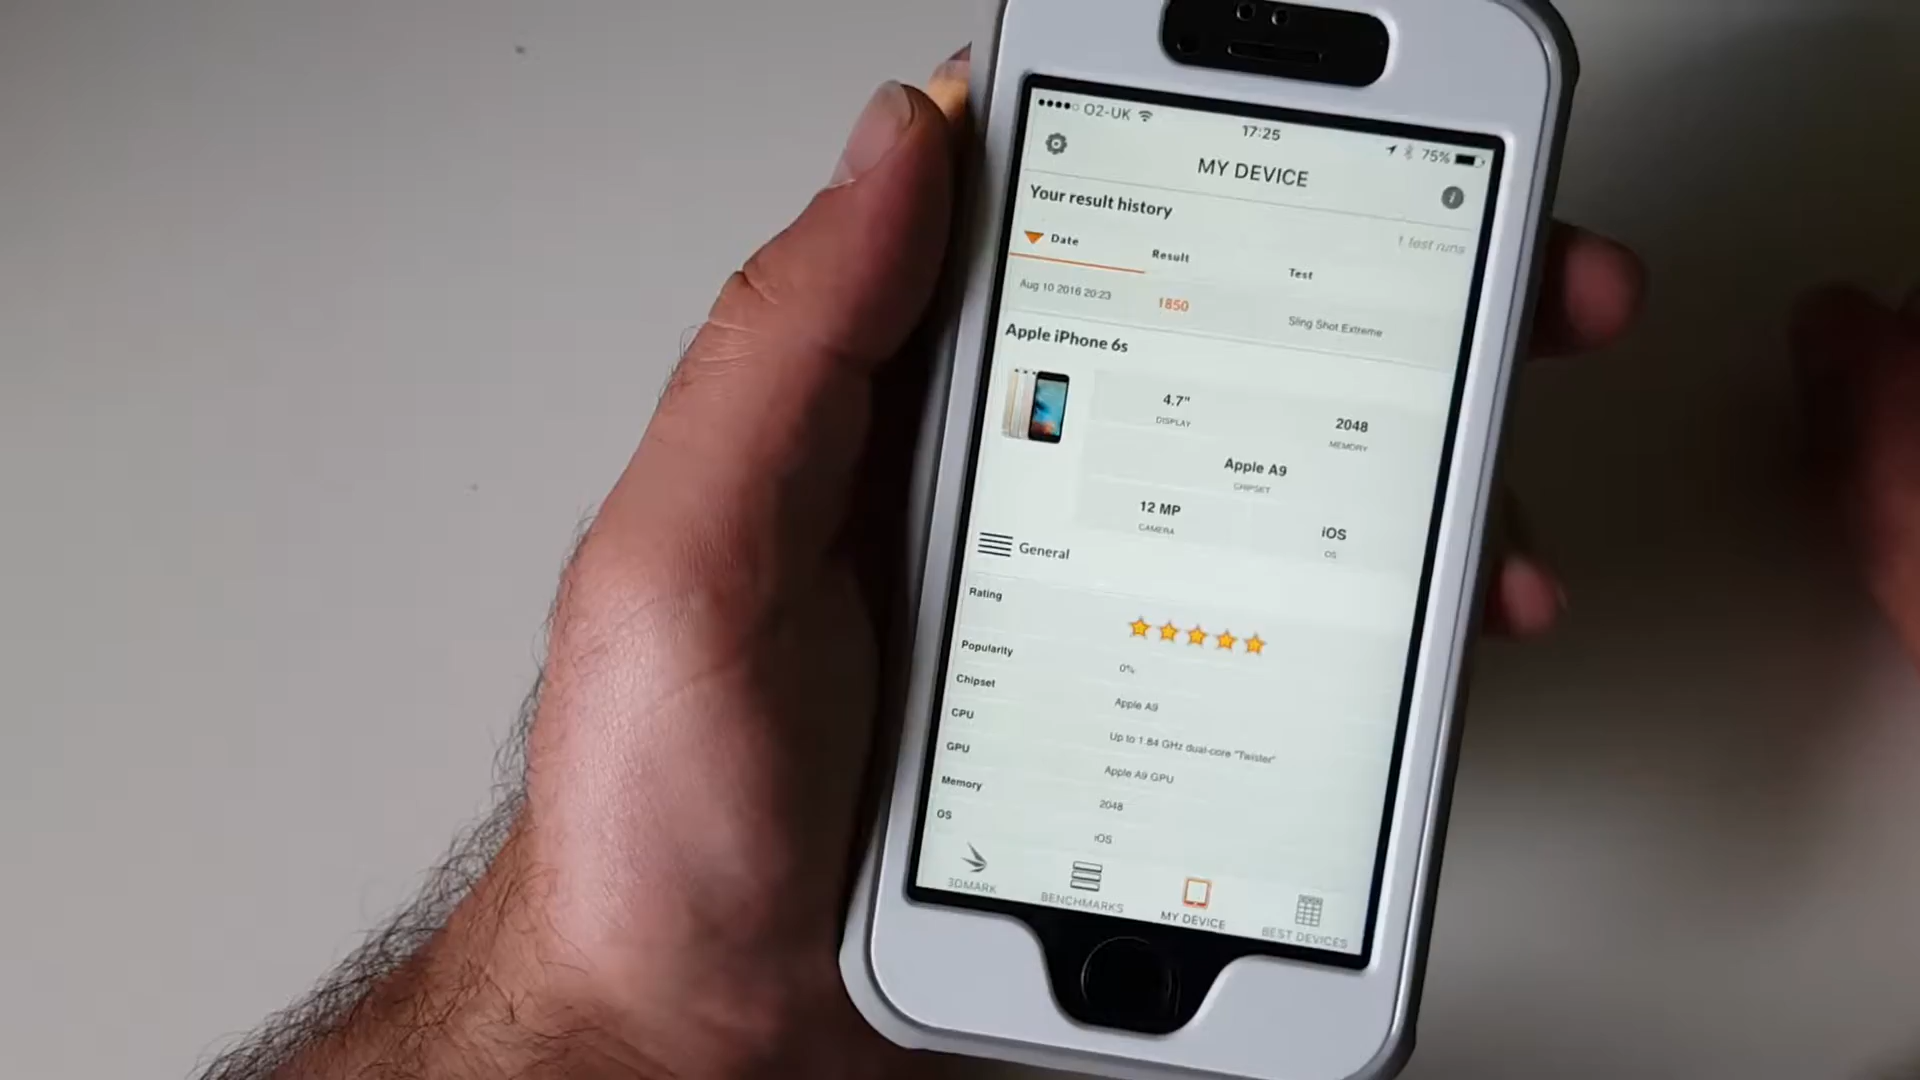 ●●●●○ O2-UK 17:25 75%
MY DEVICE
Your result history
1 test runs
Date Result Test
Aug 10 2016 20:23 1850 Sling Shot Extreme
Apple iPhone 6s
4.7" 2048
DISPLAY MEMORY
Apple A9
CHIPSET
12 MP iOS
CAMERA OS
General
Rating
Popularity 0%
Chipset Apple A9
CPU Up to 1.84 GHz dual-core "Twister"
GPU Apple A9 GPU
Memory 2048
OS iOS
3DMARK BENCHMARKS MY DEVICE BEST DEVICES